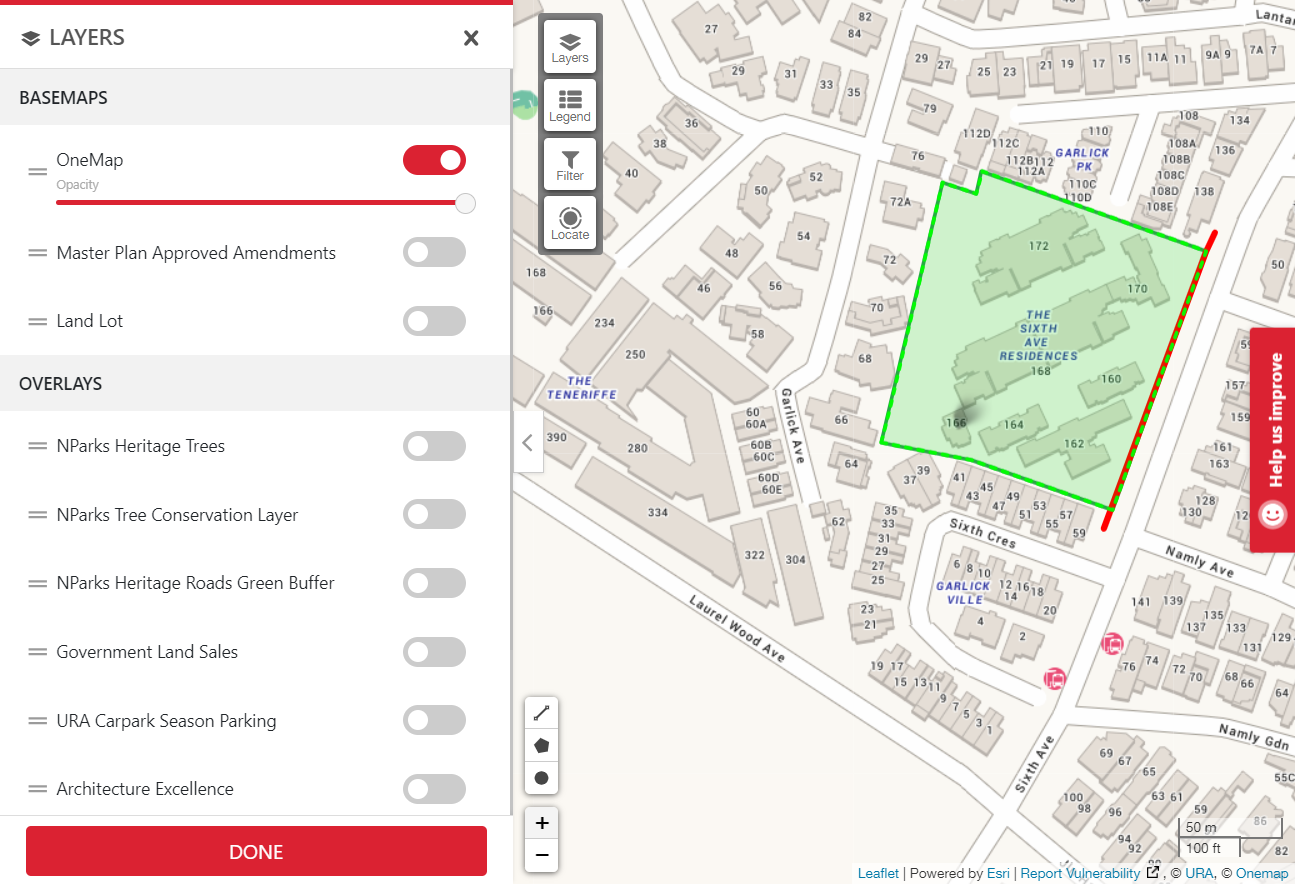 LAYERS
BASEMAPS
OneMap
Opacity
Master Plan Approved Amendments
Land Lot
OVERLAYS
NParks Heritage Trees
NParks Tree Conservation Layer
NParks Heritage Roads Green Buffer
Government Land Sales
URA Carpark Season Parking
Architecture Excellence
DONE
Layers
Legend
Filter
Locate
27
82
84
29
31
33
35
29
27
25
23
21
19
17
15
11A
11
9A
9
7A
7
79
36
38
40
76
112D
112C
112B
112
112A
110
GARLICK
PK
110C
110D
108
108A
108B
108C
108D
108E
134
136
138
50
52
72A
54
48
46
56
58
72
70
68
66
64
168
166
234
250
THE
TENERIFFE
390
280
334
322
304
60
60A
60B
60C
60D
60E
62
Garlick Ave
172
170
THE
SIXTH
AVE
RESIDENCES
168
160
166
164
162
50
157
159
161
163
128
130
39
37
41
43
45
47
49
51
53
55
57
59
35
33
31
29
27
25
23
21
Sixth Cres
6
8
10
12
14
16
18
20
GARLICK
VILLE
4
2
19
17
15
13
11
9
7
5
3
1
Laurel Wood Ave
Sixth Ave
Namly Ave
141
139
137
135
133
131
129
76
74
72
70
68
66
64
Namly Gdn
69
67
65
63
61
59
100
98
96
94
92
86
82
55C
Help us improve
+
−
50 m
100 ft
Leaflet | Powered by Esri | Report Vulnerability , © URA, © Onemap